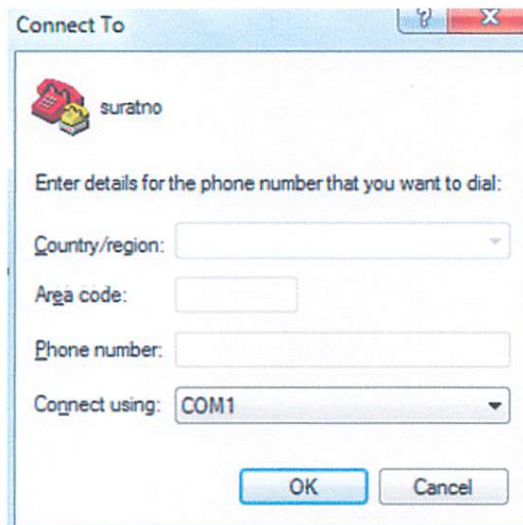 Connect To
suratno
Enter details for the phone number that you want to dial:
Country/region:
Area code:
Phone number:
Connect using: COM1
OK Cancel